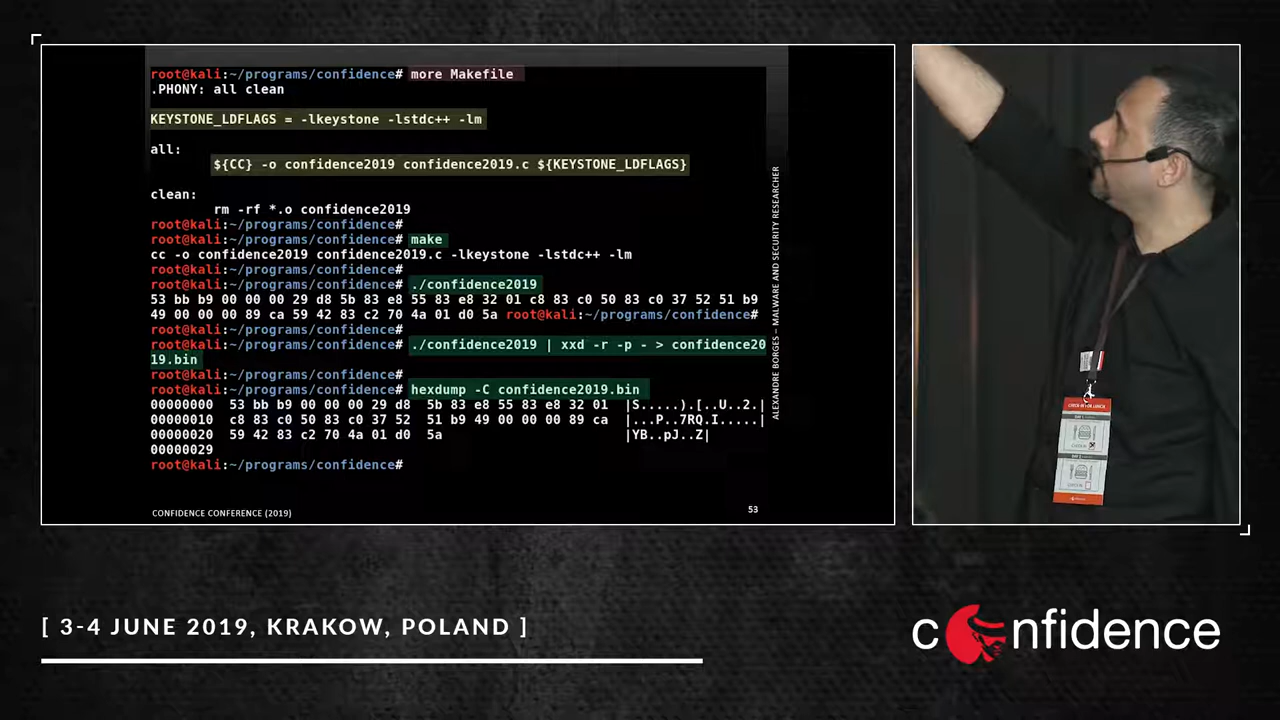 root@kali:~/programs/confidence# more Makefile
.PHONY: all clean
KEYSTONE_LDFLAGS = -lkeystone -lstdc++ -lm
all:
${CC} -o confidence2019 confidence2019.c ${KEYSTONE_LDFLAGS}
clean:
rm -rf *.o confidence2019
root@kali:~/programs/confidence#
root@kali:~/programs/confidence# make
cc -o confidence2019 confidence2019.c -lkeystone -lstdc++ -lm
root@kali:~/programs/confidence#
root@kali:~/programs/confidence# ./confidence2019
53 bb b9 00 00 00 29 d8 5b 83 e8 55 83 e8 32 01 c8 83 c0 50 83 c0 37 52 51 b9
49 00 00 00 89 ca 59 42 83 c2 70 4a 01 d0 5a root@kali:~/programs/confidence#
root@kali:~/programs/confidence#
root@kali:~/programs/confidence# ./confidence2019 | xxd -r -p - > confidence20
19.bin
root@kali:~/programs/confidence#
root@kali:~/programs/confidence# hexdump -C confidence2019.bin
00000000  53 bb b9 00 00 00 29 d8  5b 83 e8 55 83 e8 32 01  |S.....).[..U..2.|
00000010  c8 83 c0 50 83 c0 37 52  51 b9 49 00 00 00 89 ca  |...P..7RQ.I.....|
00000020  59 42 83 c2 70 4a 01 d0  5a  |YB..pJ..Z|
00000029
root@kali:~/programs/confidence#
ALEXANDRE BORGES – MALWARE AND SECURITY RESEARCHER
CONFIDENCE CONFERENCE (2019)
53
[ 3-4 JUNE 2019, KRAKOW, POLAND ]
confidence